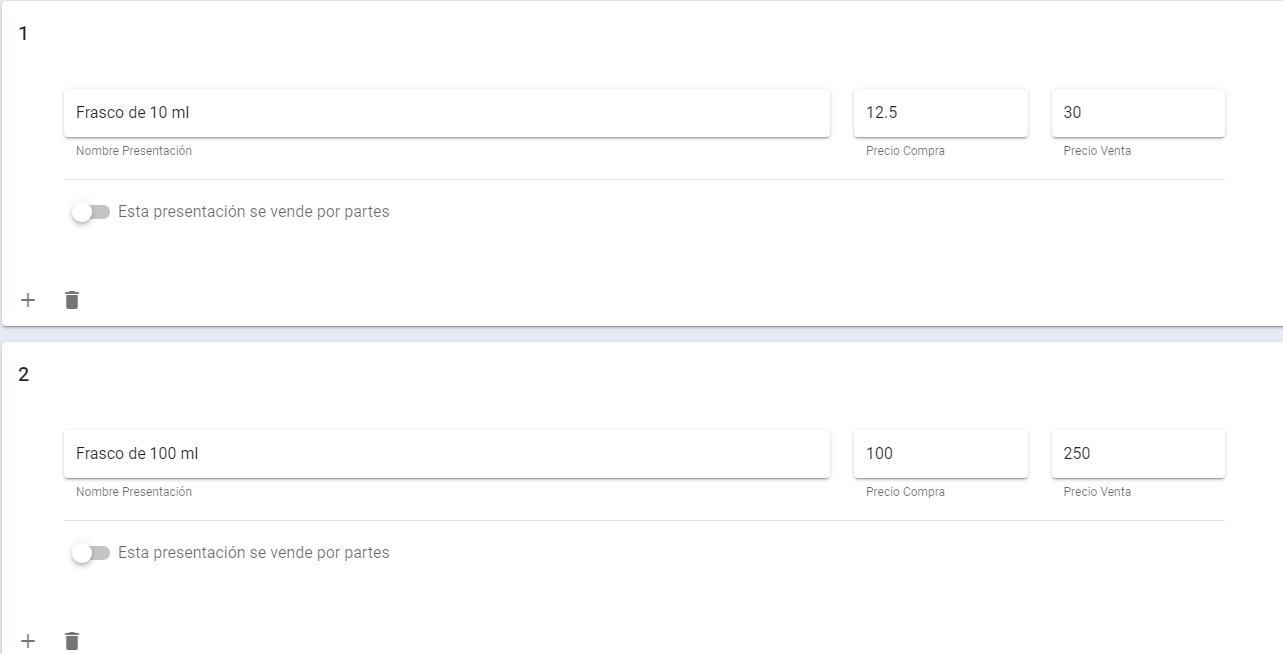 1
Frasco de 10 ml
12.5
30
Nombre Presentación
Precio Compra
Precio Venta
Esta presentación se vende por partes
2
Frasco de 100 ml
100
250
Nombre Presentación
Precio Compra
Precio Venta
Esta presentación se vende por partes